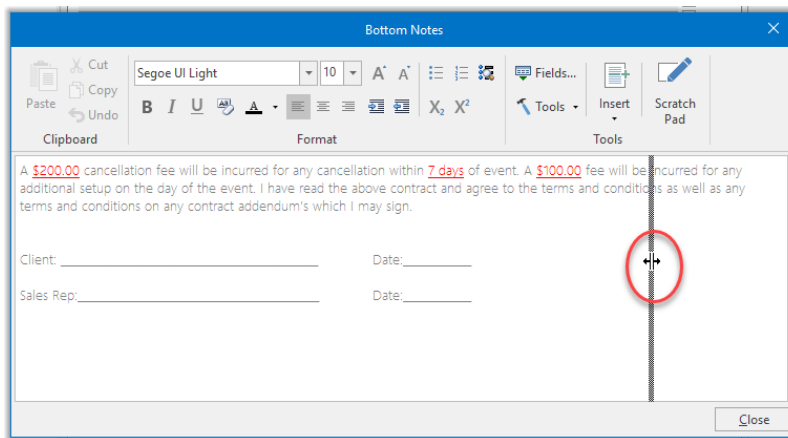 Bottom Notes
Cut
Copy
Undo
Paste
Clipboard
Segoe UI Light 10 A A
B I U A X2 X2
Format
Fields...
Tools
Insert
Scratch
Pad
Tools
A $200.00 cancellation fee will be incurred for any cancellation within 7 days of event. A $100.00 fee will be incurred for any
additional setup on the day of the event. I have read the above contract and agree to the terms and conditions as well as any
terms and conditions on any contract addendum's which I may sign.
Client: ________________________ Date:__________
Sales Rep:________________________ Date:__________
Close